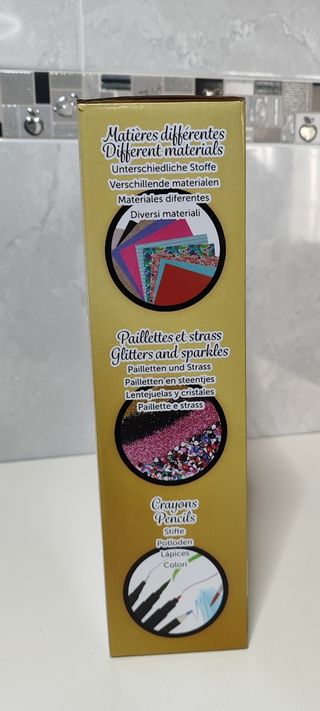 Matières différentes
Different materials
Unterschiedliche Stoffe
Verschillende materialen
Materiales diferentes
Diversi materiali
Paillettes et strass
Glitters and sparkles
Pailletten und Strass
Pailletten en steentjes
Lentejuelas y cristales
Paillette e strass
Crayons
Pencils
Stifte
Potloden
Lápices
Colori